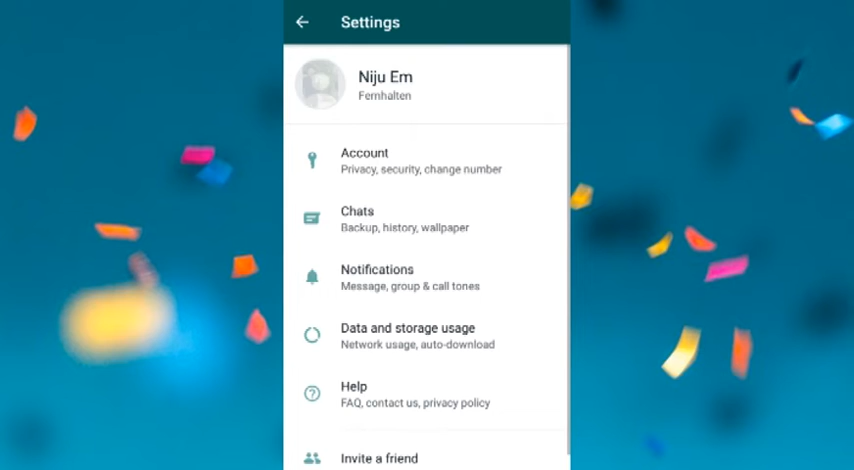 Settings
Niju Em
Fernhalten
Account
Privacy, security, change number
Chats
Backup, history, wallpaper
Notifications
Message, group & call tones
Data and storage usage
Network usage, auto-download
Help
FAQ, contact us, privacy policy
Invite a friend